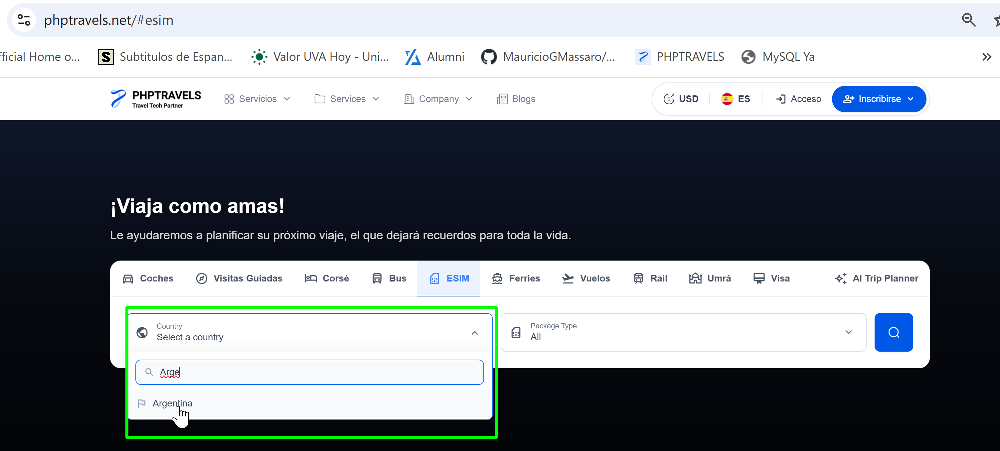 phptravels.net/#esim
fficial Home o...
Subtitulos de Espan...
Valor UVA Hoy - Uni...
Alumni
MauricioGMassaro/...
PHPTRAVELS
MySQL Ya
PHPTRAVELS
Travel Tech Partner
Servicios
Services
Company
Blogs
USD
ES
Acceso
Inscribirse
¡Viaja como amas!
Le ayudaremos a planificar su próximo viaje, el que dejará recuerdos para toda la vida.
Coches
Visitas Guiadas
Corsé
Bus
ESIM
Ferries
Vuelos
Rail
Umrá
Visa
AI Trip Planner
Country
Select a country
Package Type
All
Arge
Argentina